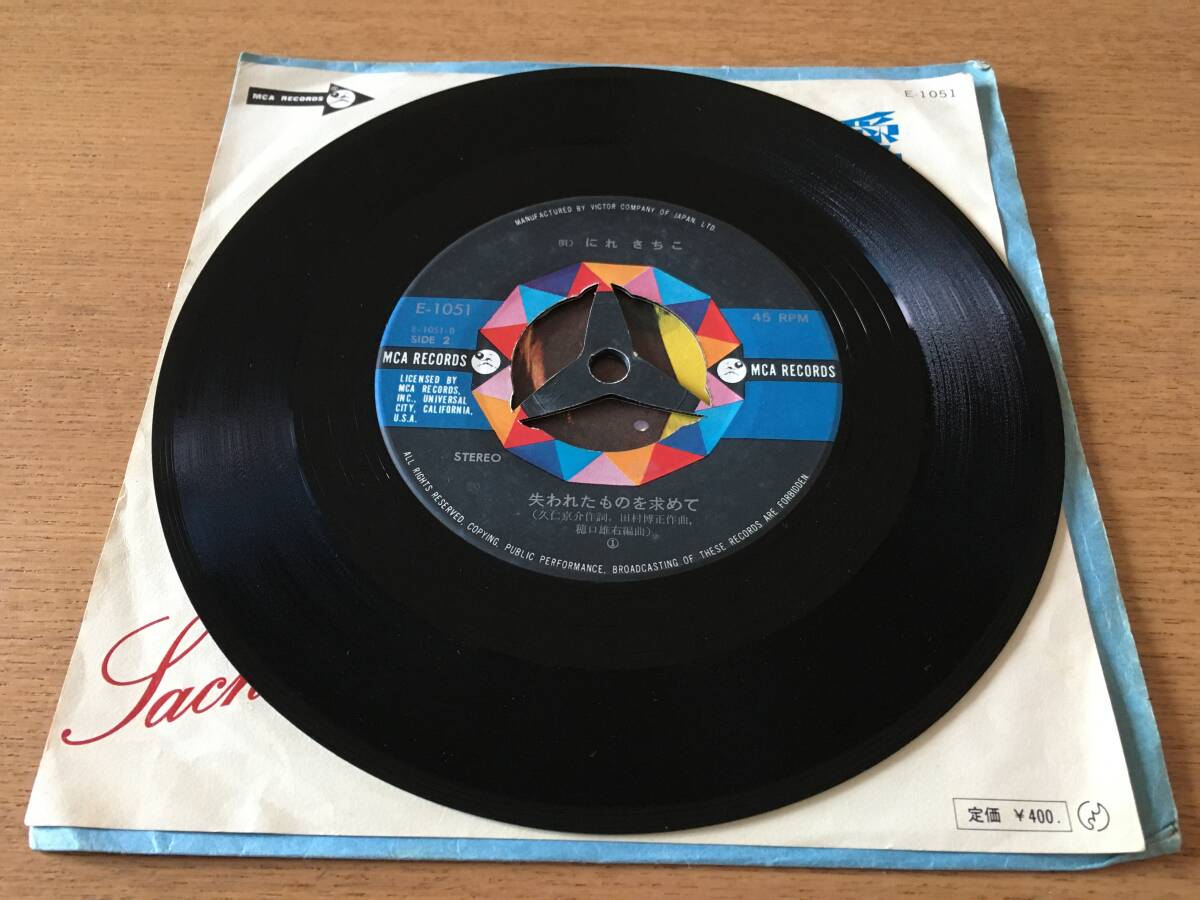 MCA RECORDS
E-1051
愛
MANUFACTURED BY VICTOR COMPANY OF JAPAN, LTD.
(唄) にれ さちこ
E-1051
45 RPM
E-1051-B
SIDE 2
MCA RECORDS
MCA RECORDS
LICENSED BY
MCA RECORDS,
INC., UNIVERSAL
CITY, CALIFORNIA,
U.S.A.
STEREO
失われたものを求めて
(久仁京介作詞, 田村博正作曲,
樋口雄右編曲)
①
ALL RIGHTS RESERVED, COPYING, PUBLIC PERFORMANCE, BROADCASTING OF THESE RECORDS ARE FORBIDDEN.
Sach
定価 ¥400.